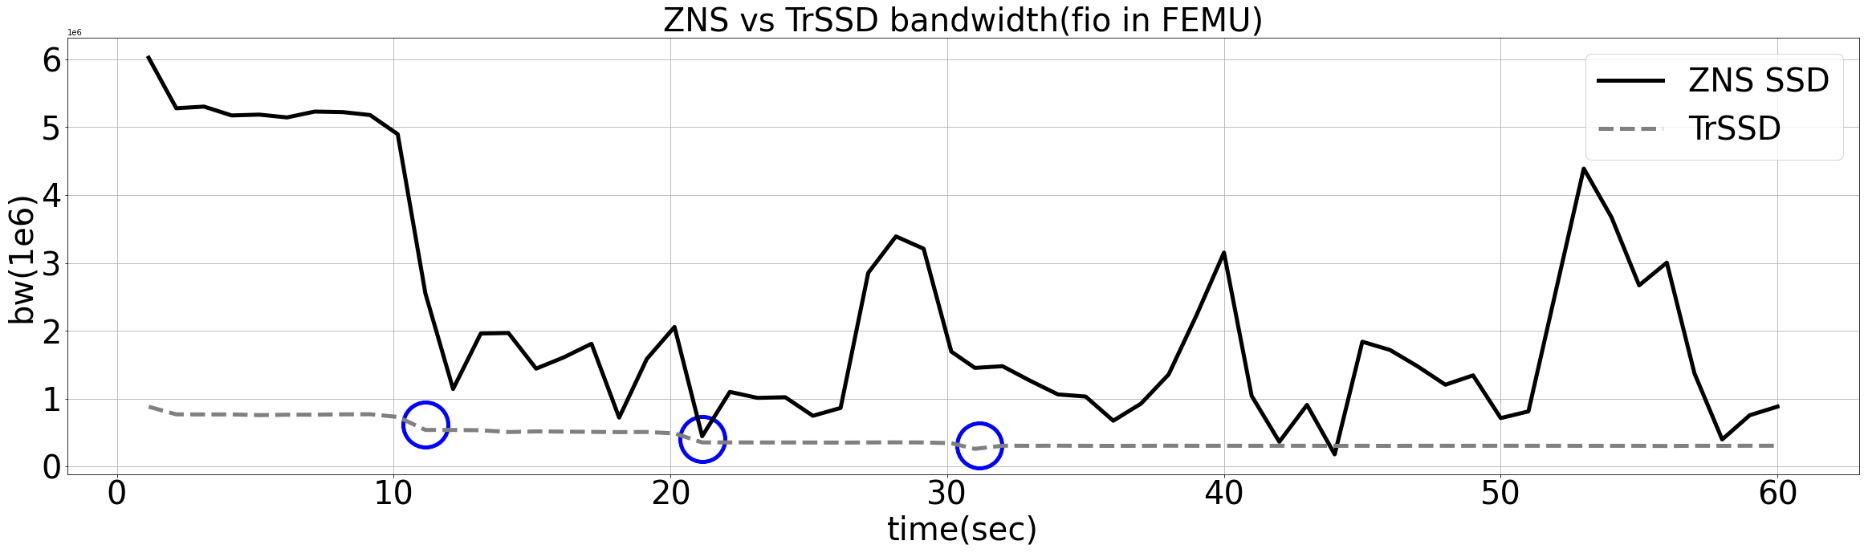 ZNS vs TrSSD bandwidth(fio in FEMU)
1e6
6
5
4
3
2
1
0
bw(1e6)
ZNS SSD
TrSSD
0 10 20 30 40 50 60
time(sec)